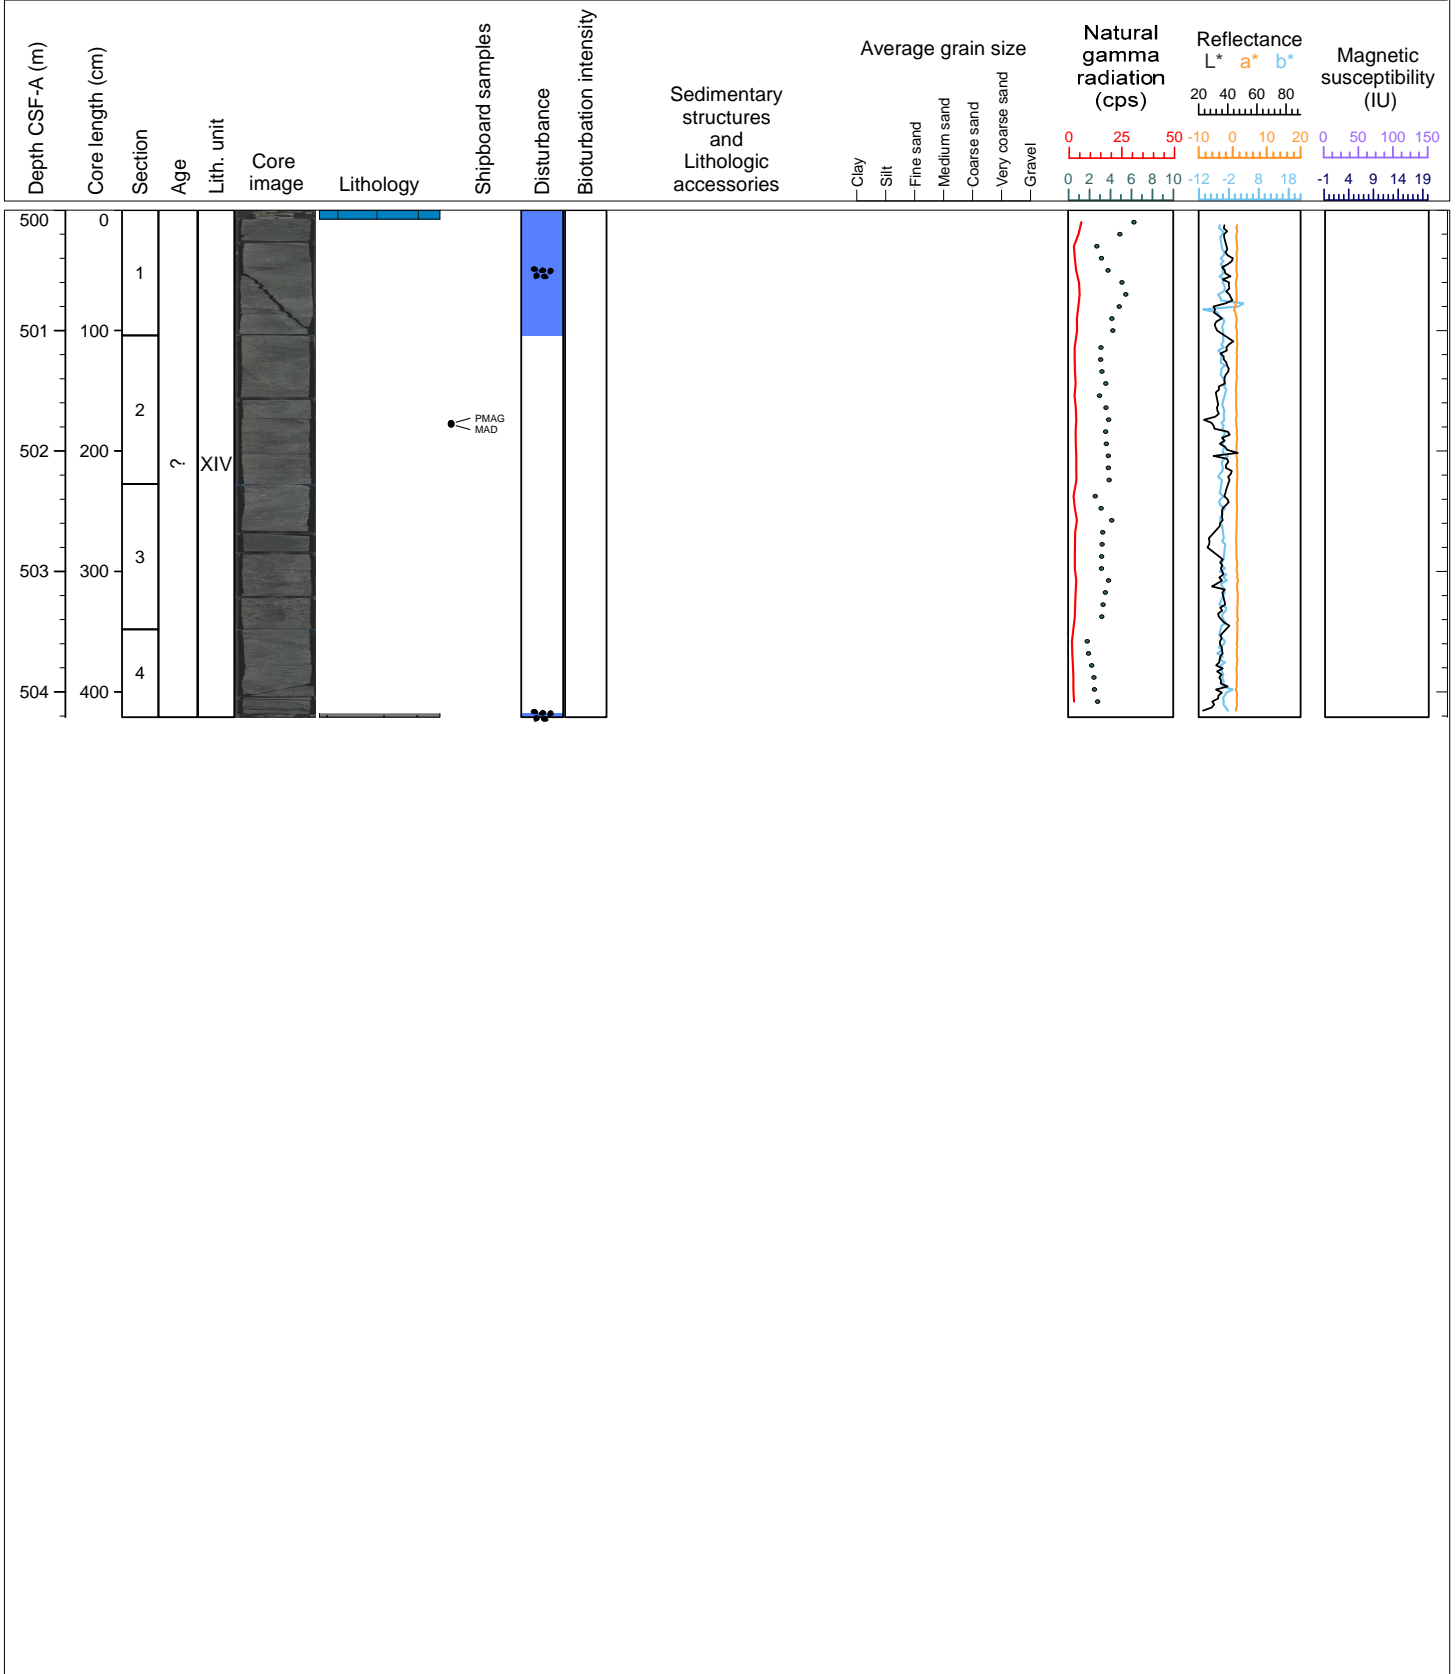 Depth CSF-A (m)
Core length (cm)
Section
Age
Lith. unit
Core
image
Lithology
Shipboard samples
Disturbance
Bioturbation intensity
Sedimentary
structures
and
Lithologic
accessories
Average grain size
Clay
Silt
Fine sand
Medium sand
Coarse sand
Very coarse sand
Gravel
Natural
gamma
radiation
(cps)
0 25 50
0 2 4 6 8 10
Reflectance
L* a* b*
20 40 60 80
-10 0 10 20
-12 -2 8 18
Magnetic
susceptibility
(IU)
0 50 100 150
-1 4 9 14 19
500 0
1
501 100
2
PMAG
MAD
502 200
? XIV
3
503 300
4
504 400